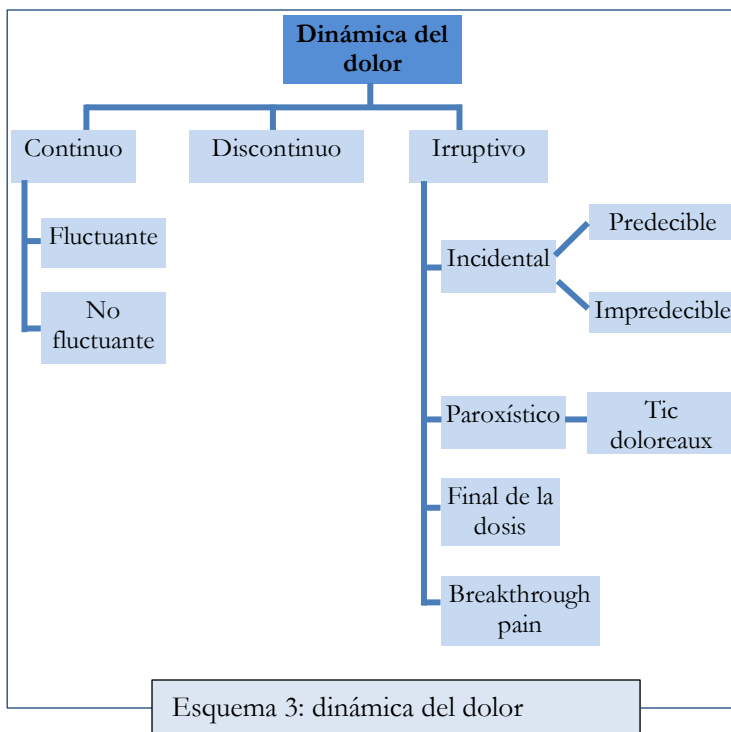 Dinámica del
dolor
Continuo
Discontinuo
Irruptivo
Fluctuante
No
fluctuante
Incidental
Predecible
Impredecible
Paroxístico
Tic
doloreaux
Final de la
dosis
Breakthrough
pain
Esquema 3: dinámica del dolor